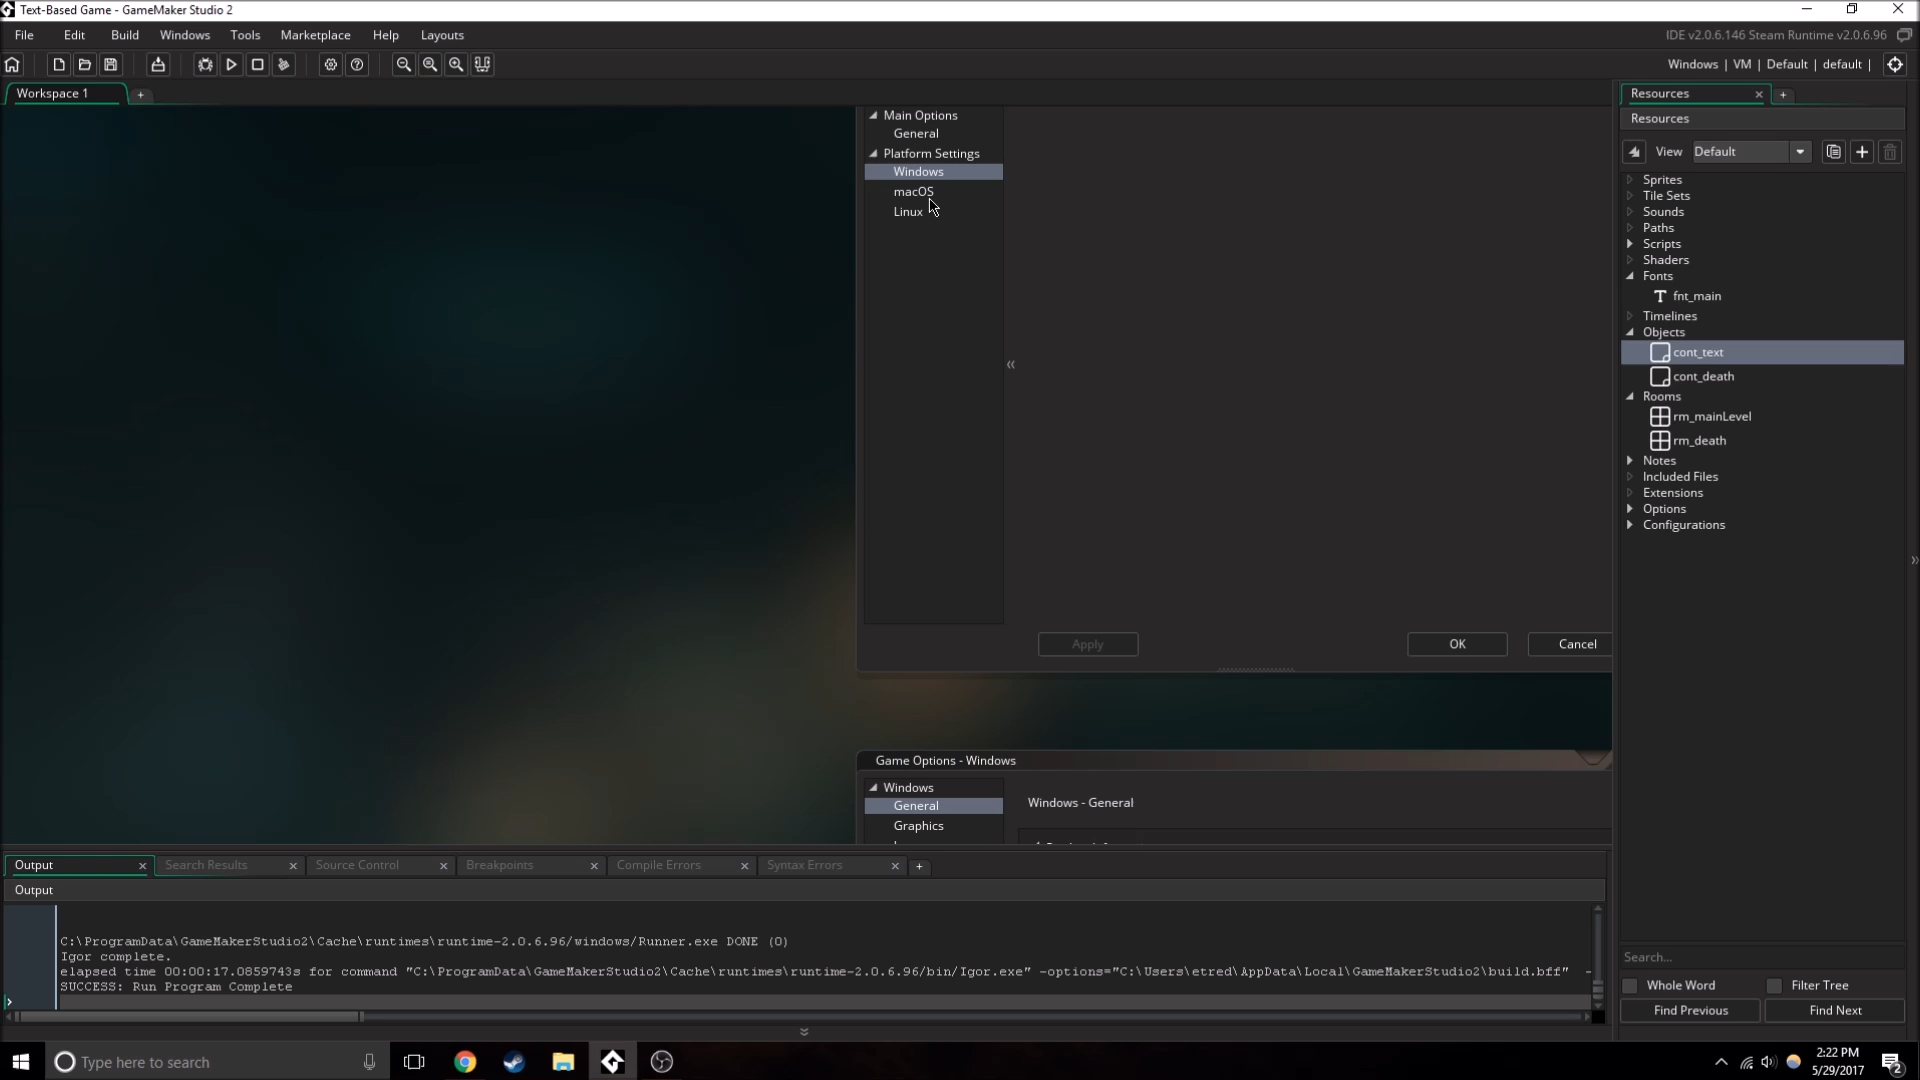 Text-Based Game - GameMaker Studio 2
File Edit Build Windows Tools Marketplace Help Layouts
IDE v2.0.6.146 Steam Runtime v2.0.6.96
Windows | VM | Default | default |
Workspace 1
Main Options
General
Platform Settings
Windows
macOS
Linux
Apply
OK
Cancel
Game Options - Windows
Windows
General
Graphics
Windows - General
Resources
Resources
View Default
Sprites
Tile Sets
Sounds
Paths
Scripts
Shaders
Fonts
fnt_main
Timelines
Objects
cont_text
cont_death
Rooms
rm_mainLevel
rm_death
Notes
Included Files
Extensions
Options
Configurations
Search...
Whole Word
Filter Tree
Find Previous
Find Next
Output Search Results Source Control Breakpoints Compile Errors Syntax Errors
Output
C:\ProgramData\GameMakerStudio2\Cache\runtimes\runtime-2.0.6.96/windows/Runner.exe DONE (0)
Igor complete.
elapsed time 00:00:17.0859743s for command "C:\ProgramData\GameMakerStudio2\Cache\runtimes\runtime-2.0.6.96/bin/Igor.exe" -options="C:\Users\etred\AppData\Local\GameMakerStudio2\build.bff" -
SUCCESS: Run Program Complete
Type here to search
2:22 PM
5/29/2017
2